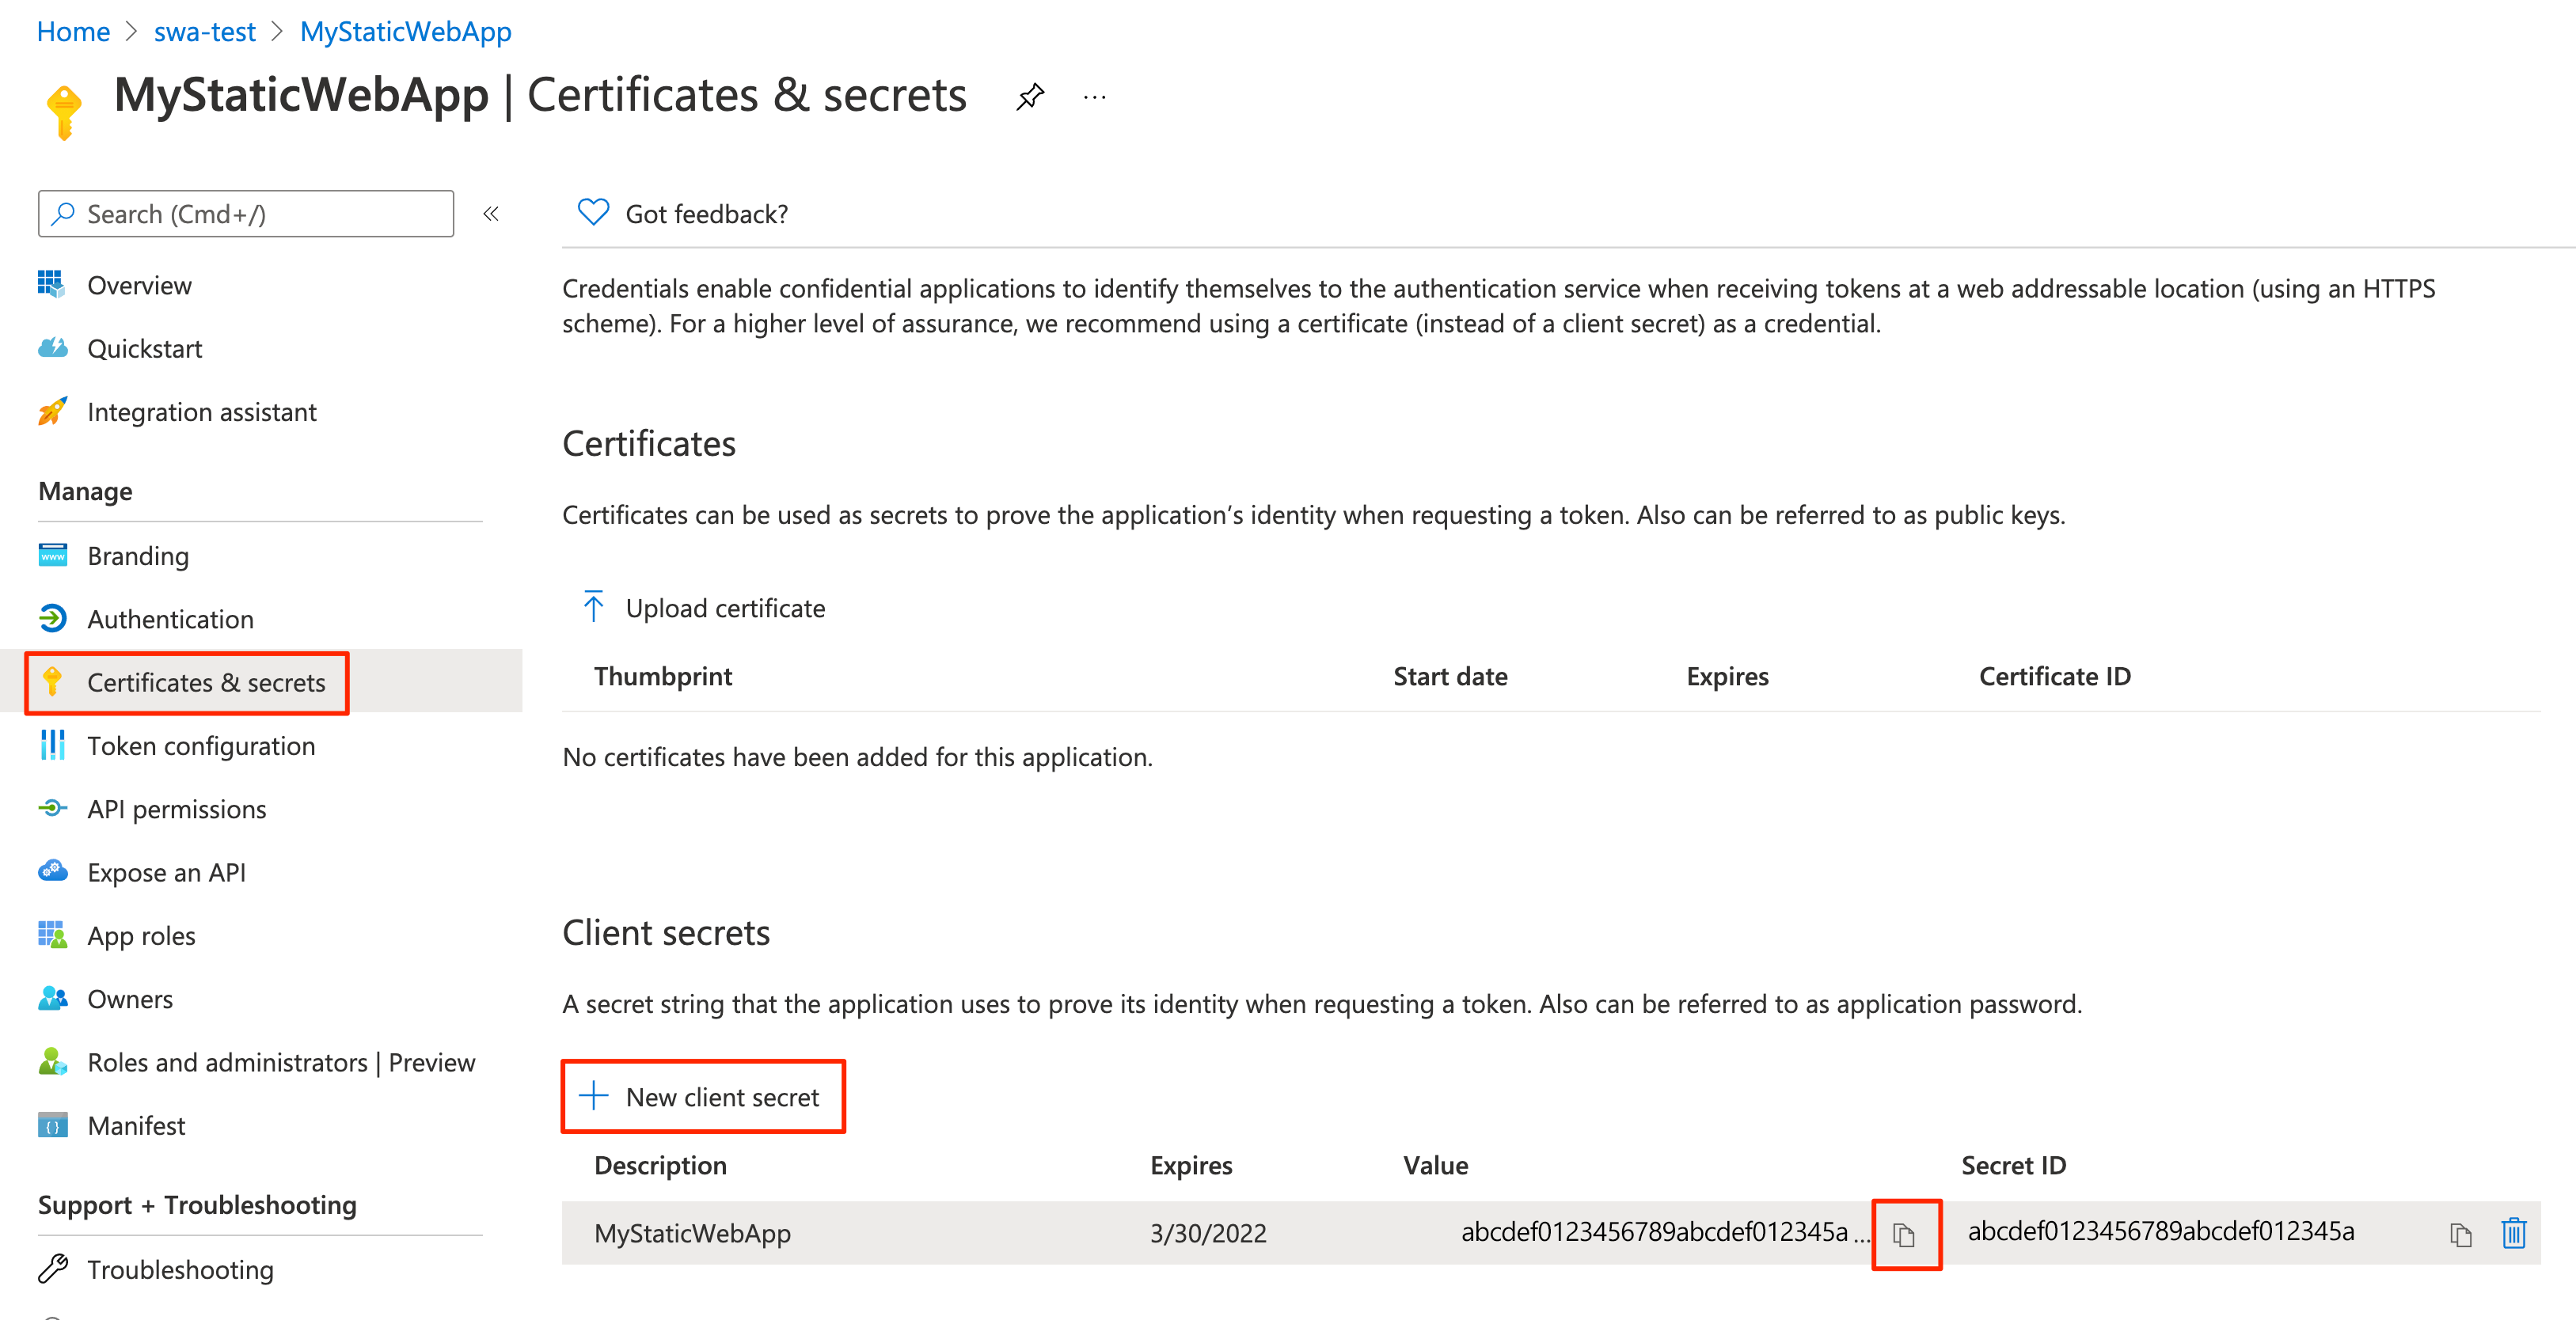 Home > swa-test > MyStaticWebApp
MyStaticWebApp | Certificates & secrets ...
Search (Cmd+/)
«
Overview
Quickstart
Integration assistant
Manage
www
Branding
Authentication
Certificates & secrets
Token configuration
API permissions
Expose an API
App roles
Owners
Roles and administrators | Preview
Manifest
Support + Troubleshooting
Troubleshooting
Got feedback?
Credentials enable confidential applications to identify themselves to the authentication service when receiving tokens at a web addressable location (using an HTTPS
scheme). For a higher level of assurance, we recommend using a certificate (instead of a client secret) as a credential.
Certificates
Certificates can be used as secrets to prove the application’s identity when requesting a token. Also can be referred to as public keys.
Upload certificate
Thumbprint Start date Expires Certificate ID
No certificates have been added for this application.
Client secrets
A secret string that the application uses to prove its identity when requesting a token. Also can be referred to as application password.
New client secret
Description Expires Value Secret ID
MyStaticWebApp 3/30/2022 abcdef0123456789abcdef012345a... abcdef0123456789abcdef012345a